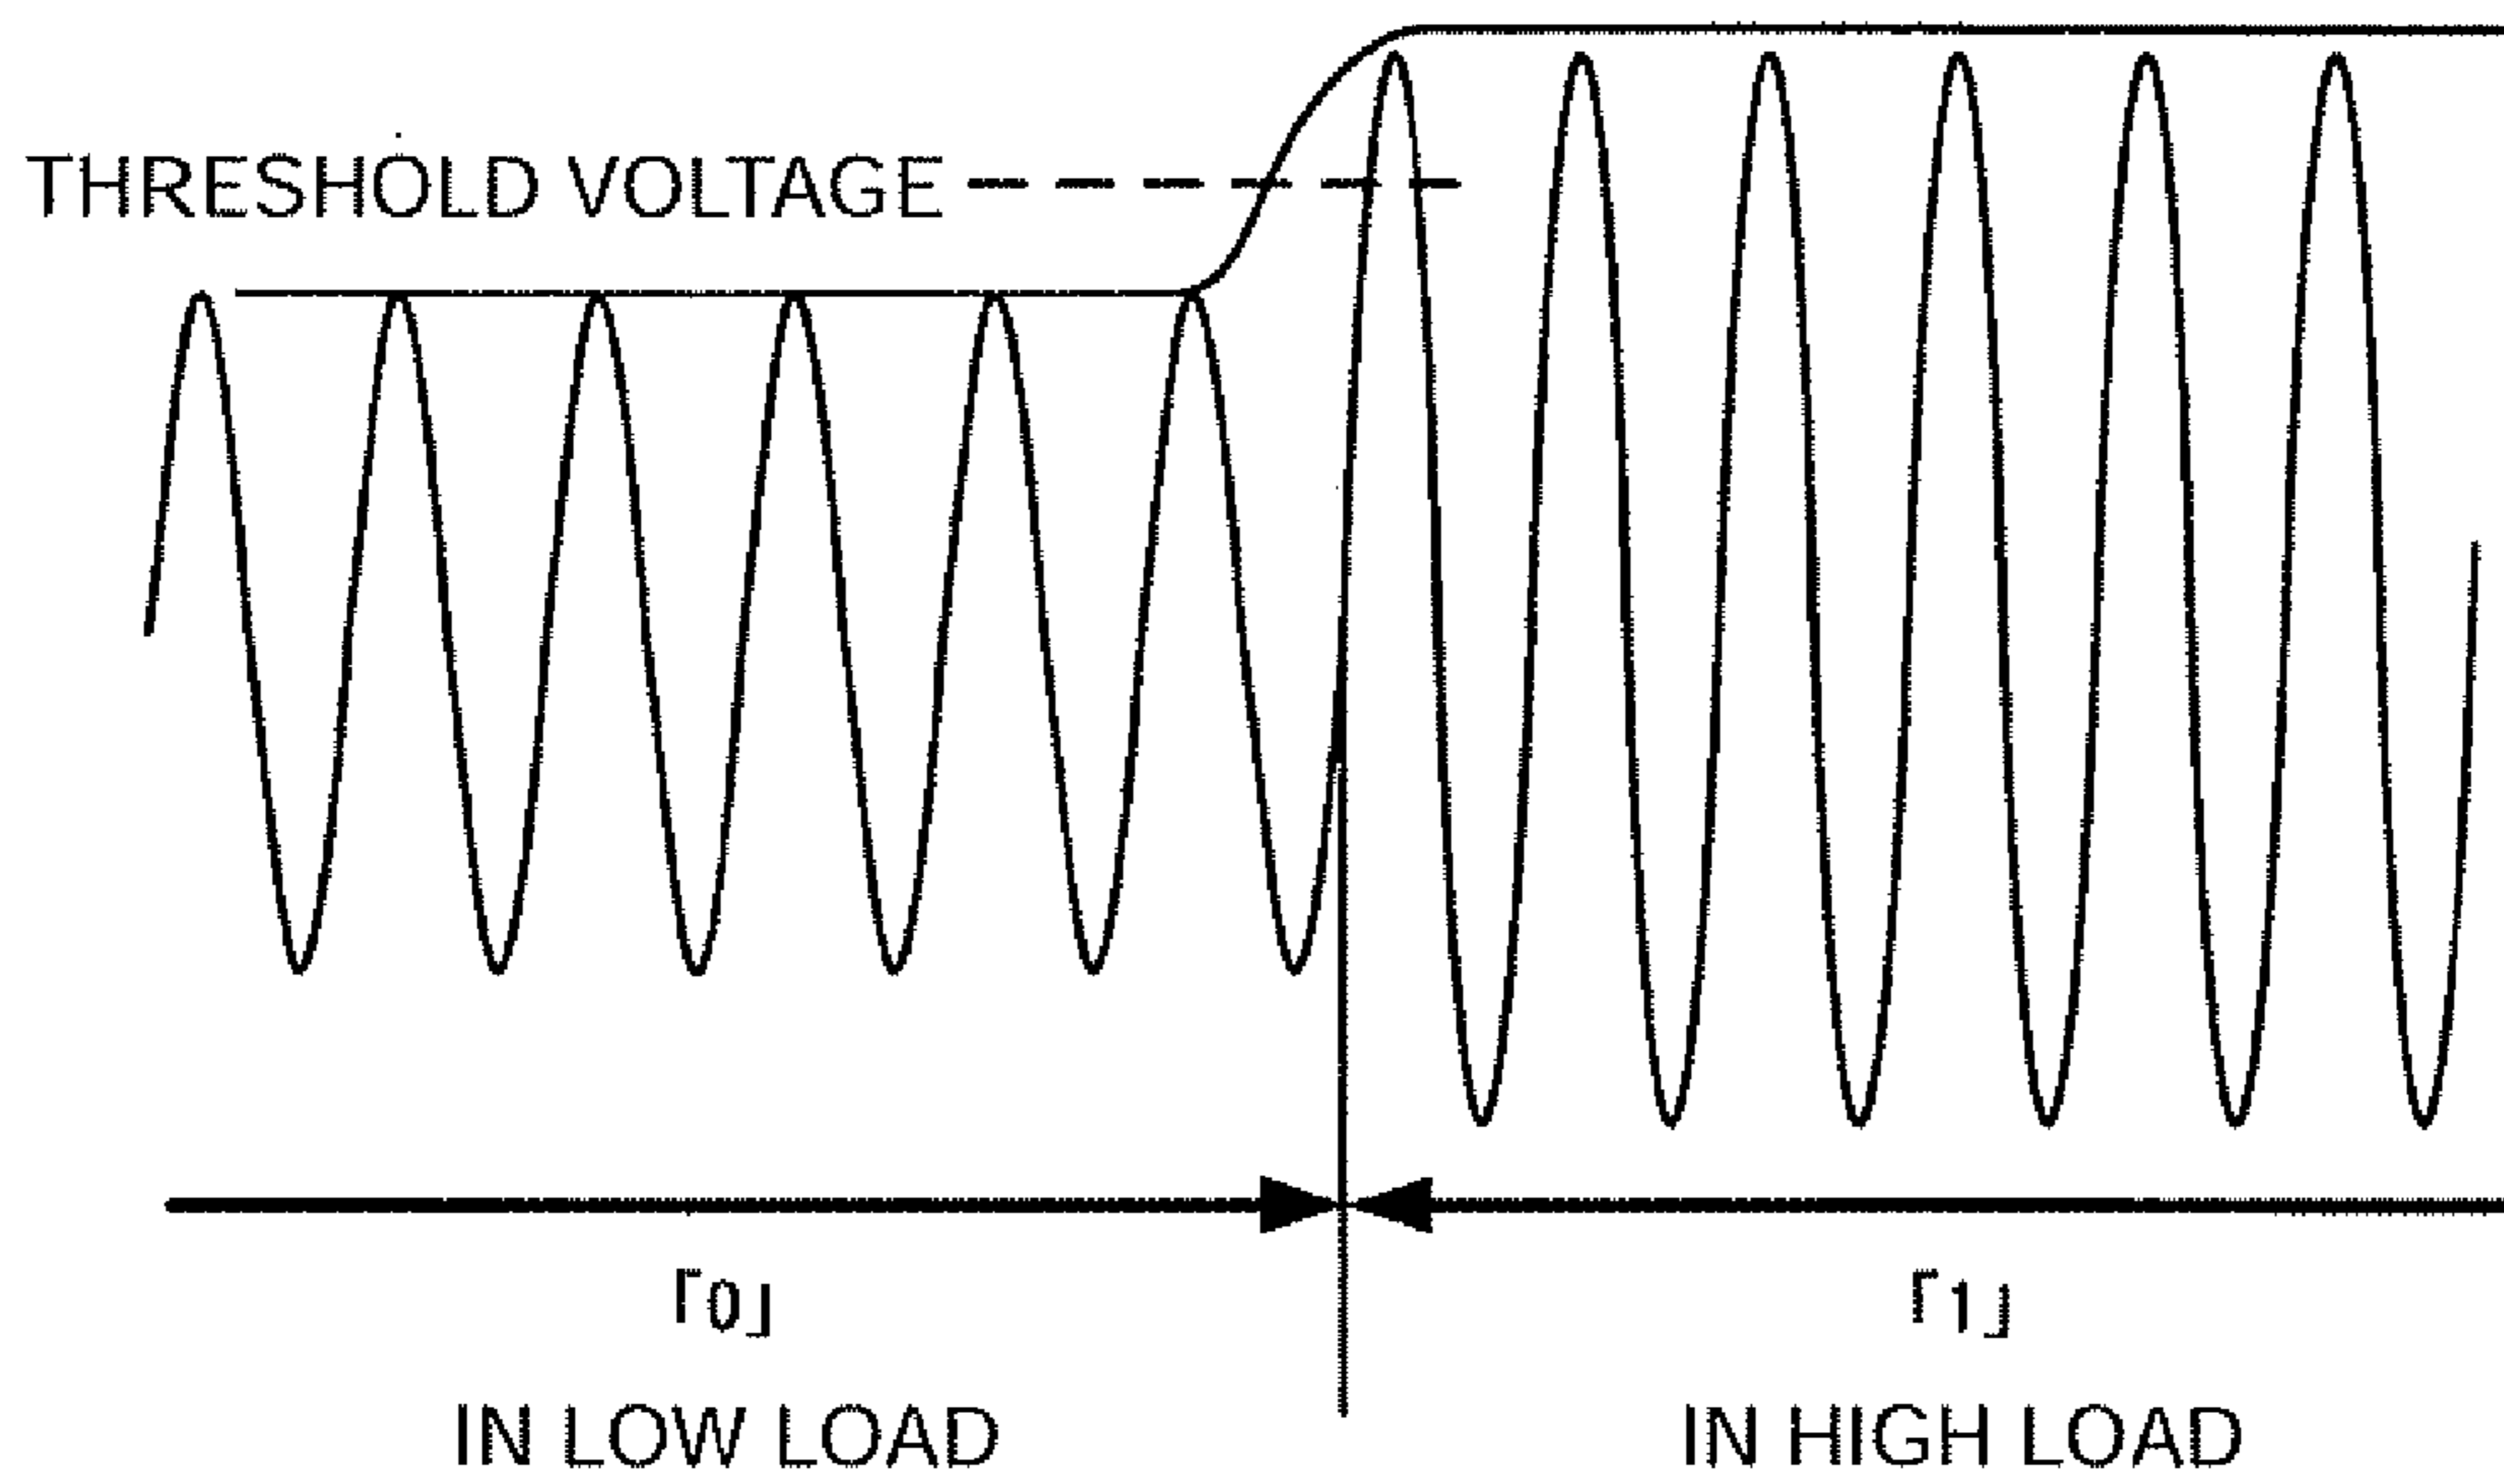 THRESHOLD VOLTAGE
「0」
「1」
IN LOW LOAD
IN HIGH LOAD